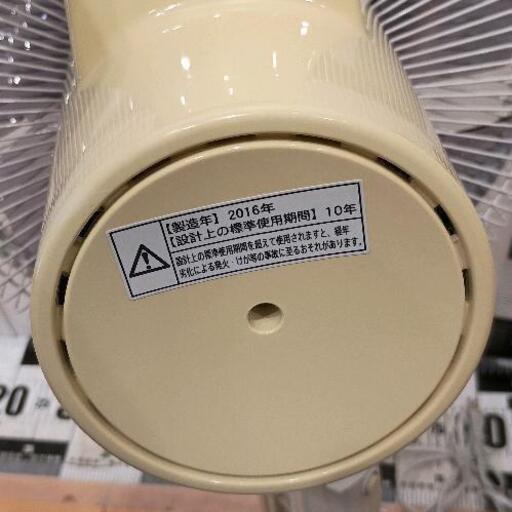 【製造年】2016年
【設計上の標準使用期間】10年
設計上の標準使用期間を超えて使用されますと、経年
劣化による発火・けが等の事故に至るおそれがあります。
20